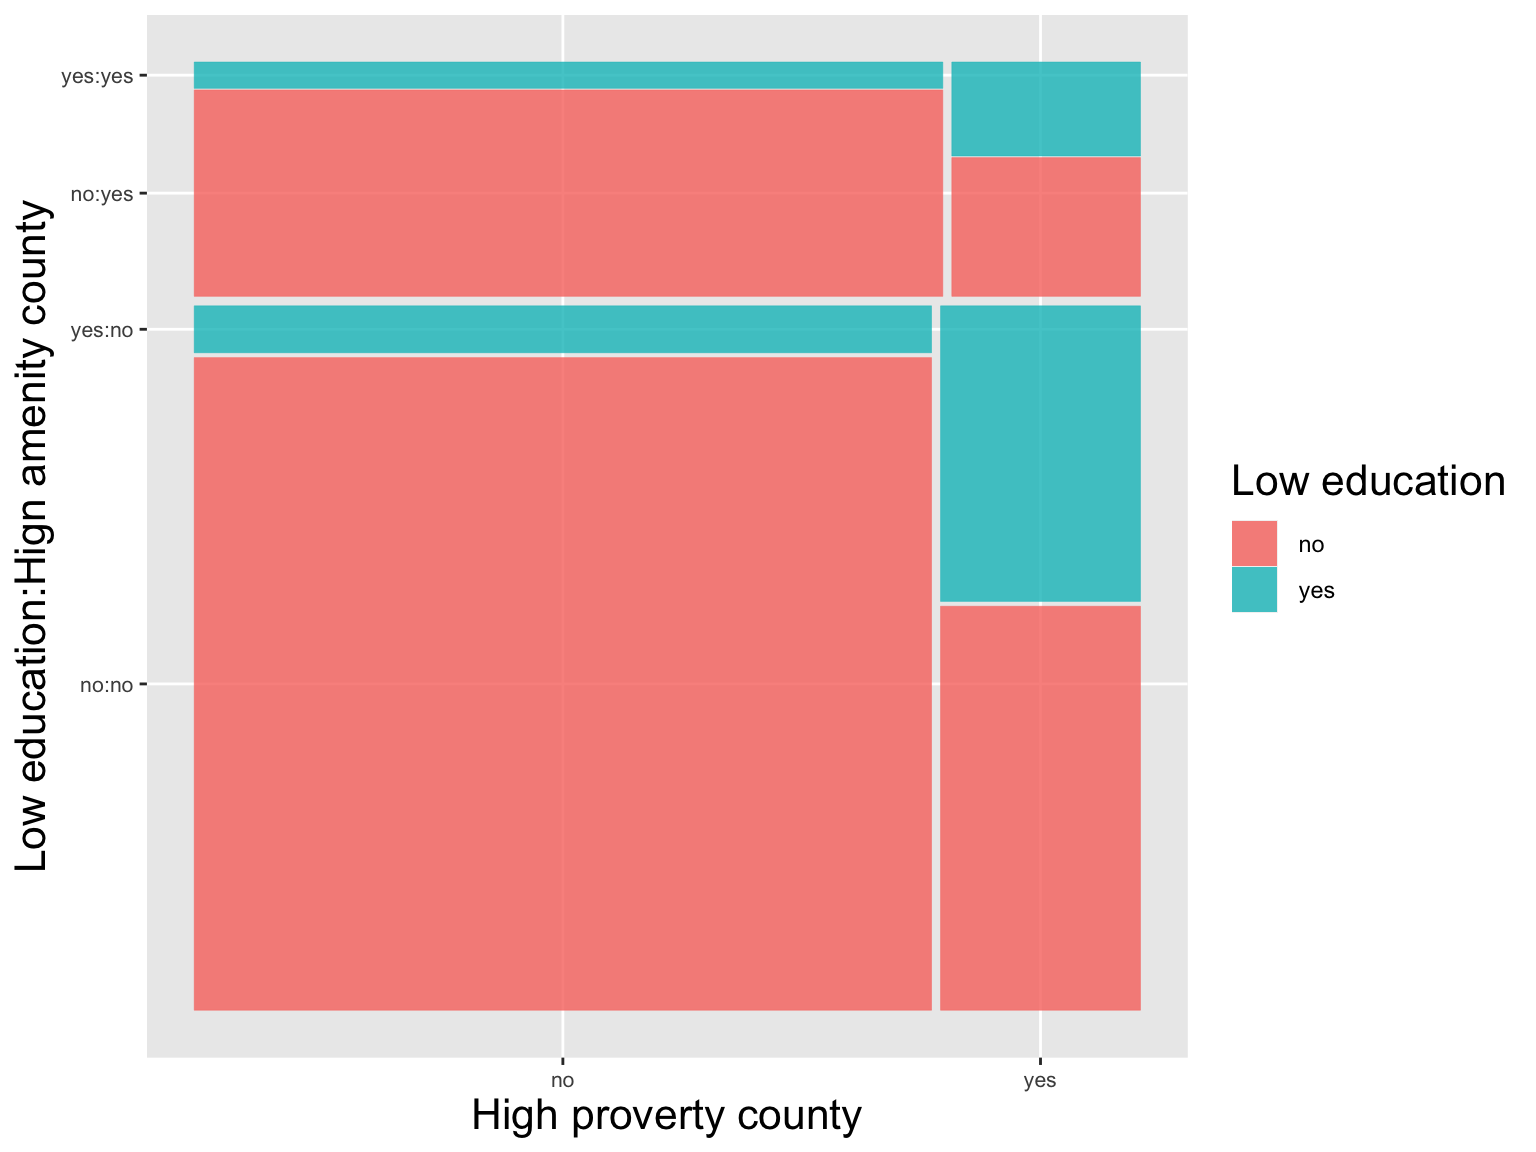 Low education:Hign amenity county
yes:yes
no:yes
yes:no
no:no
no
yes
High proverty county
Low education
no
yes